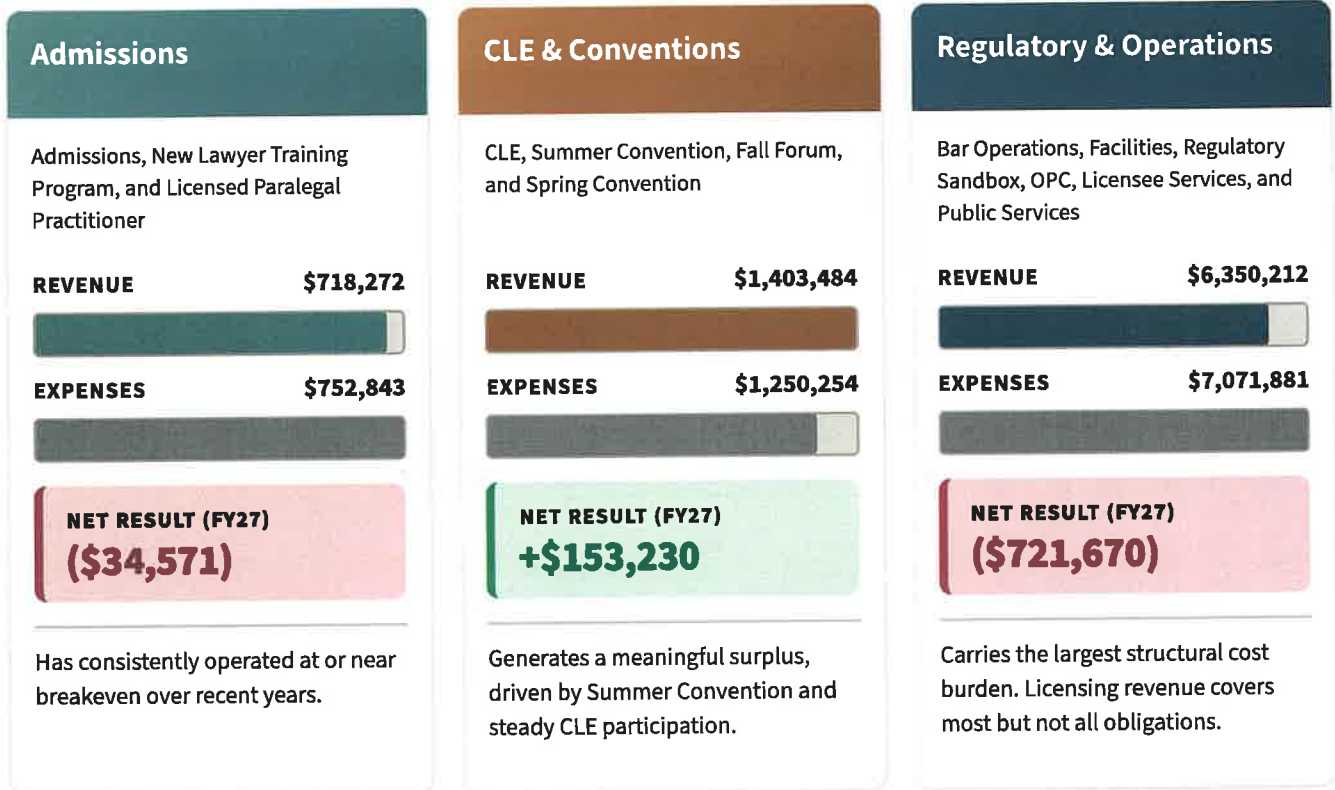 Admissions
Admissions, New Lawyer Training
Program, and Licensed Paralegal
Practitioner
REVENUE $718,272
EXPENSES $752,843
NET RESULT (FY27)
($34,571)
Has consistently operated at or near
breakeven over recent years.
CLE & Conventions
CLE, Summer Convention, Fall Forum,
and Spring Convention
REVENUE $1,403,484
EXPENSES $1,250,254
NET RESULT (FY27)
+$153,230
Generates a meaningful surplus,
driven by Summer Convention and
steady CLE participation.
Regulatory & Operations
Bar Operations, Facilities, Regulatory
Sandbox, OPC, Licensee Services, and
Public Services
REVENUE $6,350,212
EXPENSES $7,071,881
NET RESULT (FY27)
($721,670)
Carries the largest structural cost
burden. Licensing revenue covers
most but not all obligations.